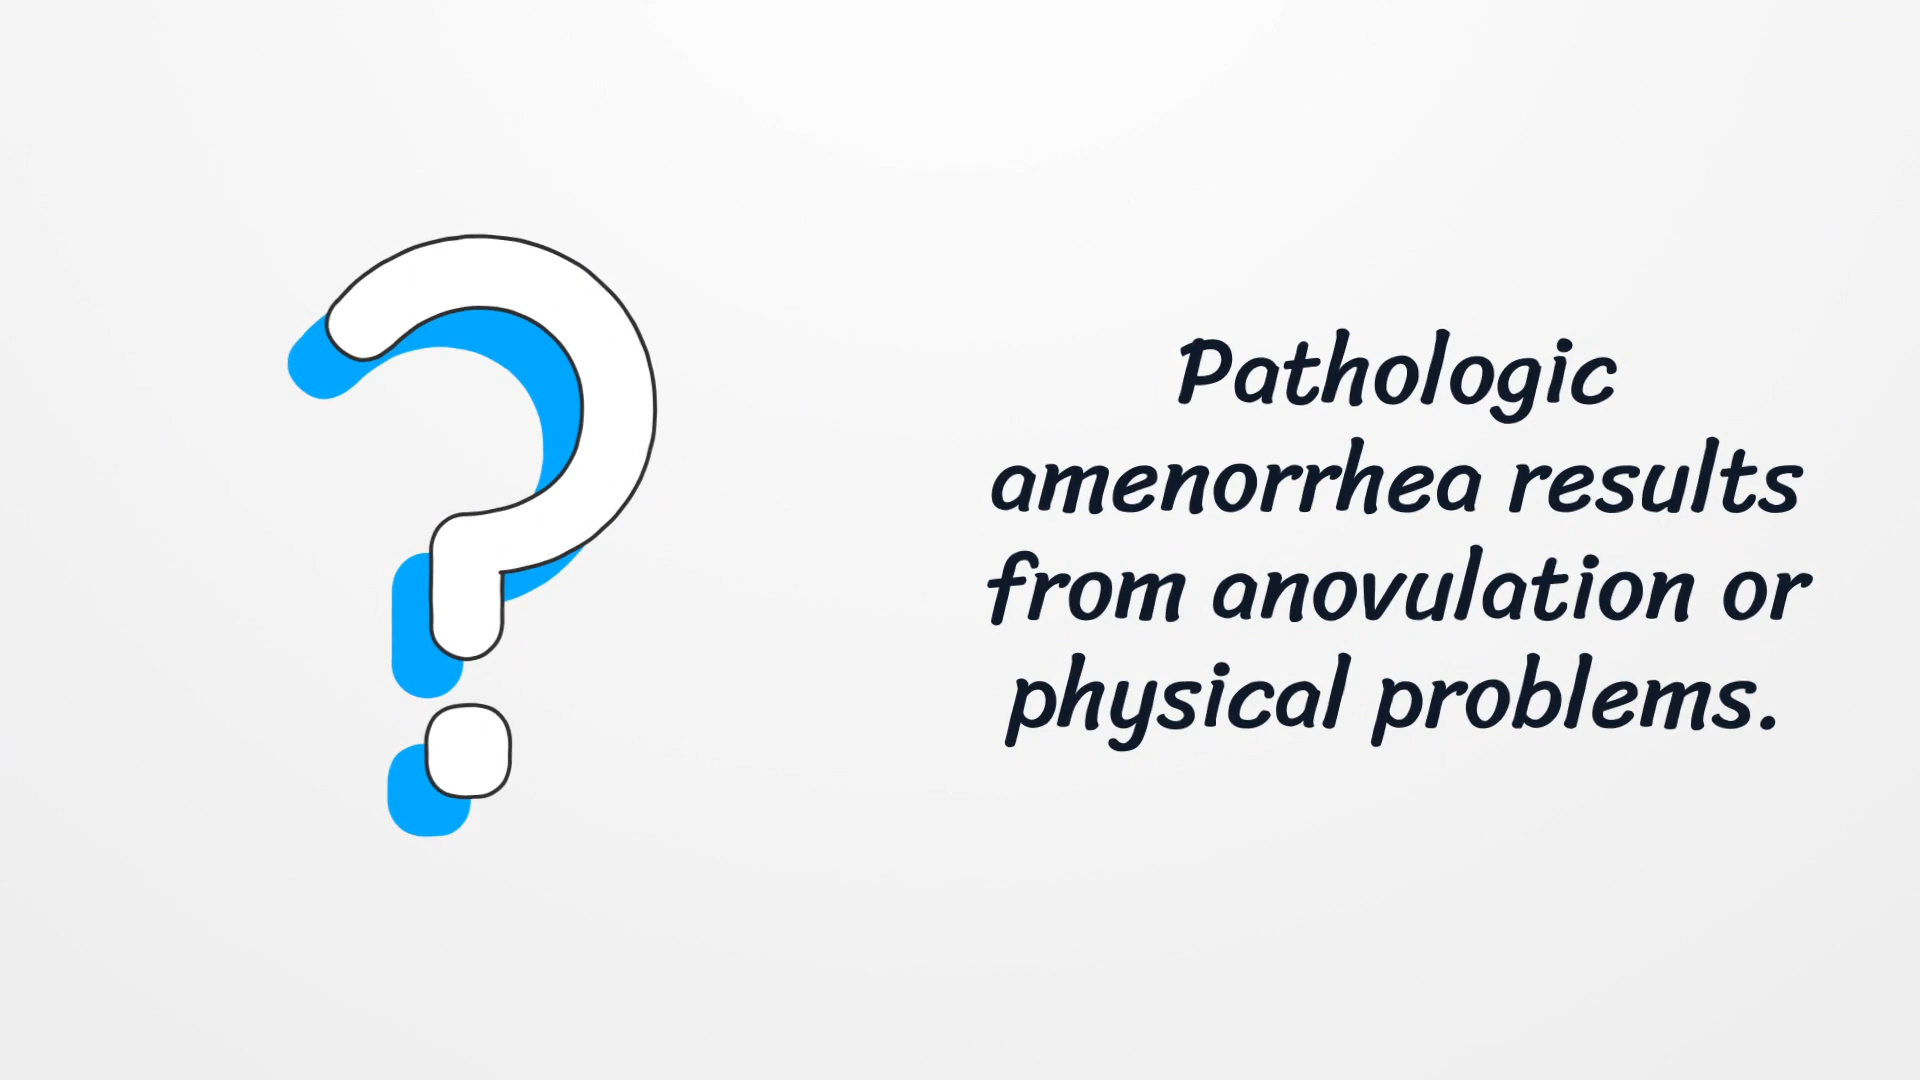 Pathologic
amenorrhea results
from anovulation or
physical problems.